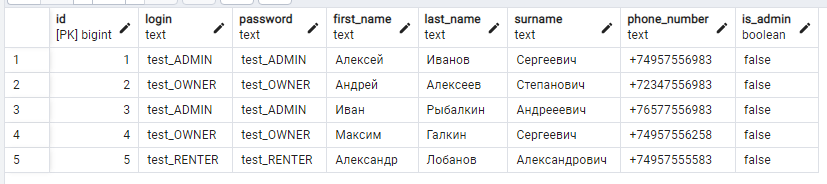 id login password first_name last_name surname phone_number is_admin
[PK] bigint text text text text text text boolean
1 1 test_ADMIN test_ADMIN Алексей Иванов Сергеевич +74957556983 false
2 2 test_OWNER test_OWNER Андрей Алексеев Степанович +72347556983 false
3 3 test_ADMIN test_ADMIN Иван Рыбалкин Андрееевич +76577556983 false
4 4 test_OWNER test_OWNER Максим Галкин Сергеевич +74957556258 false
5 5 test_RENTER test_RENTER Александр Лобанов Александрович +74957555583 false